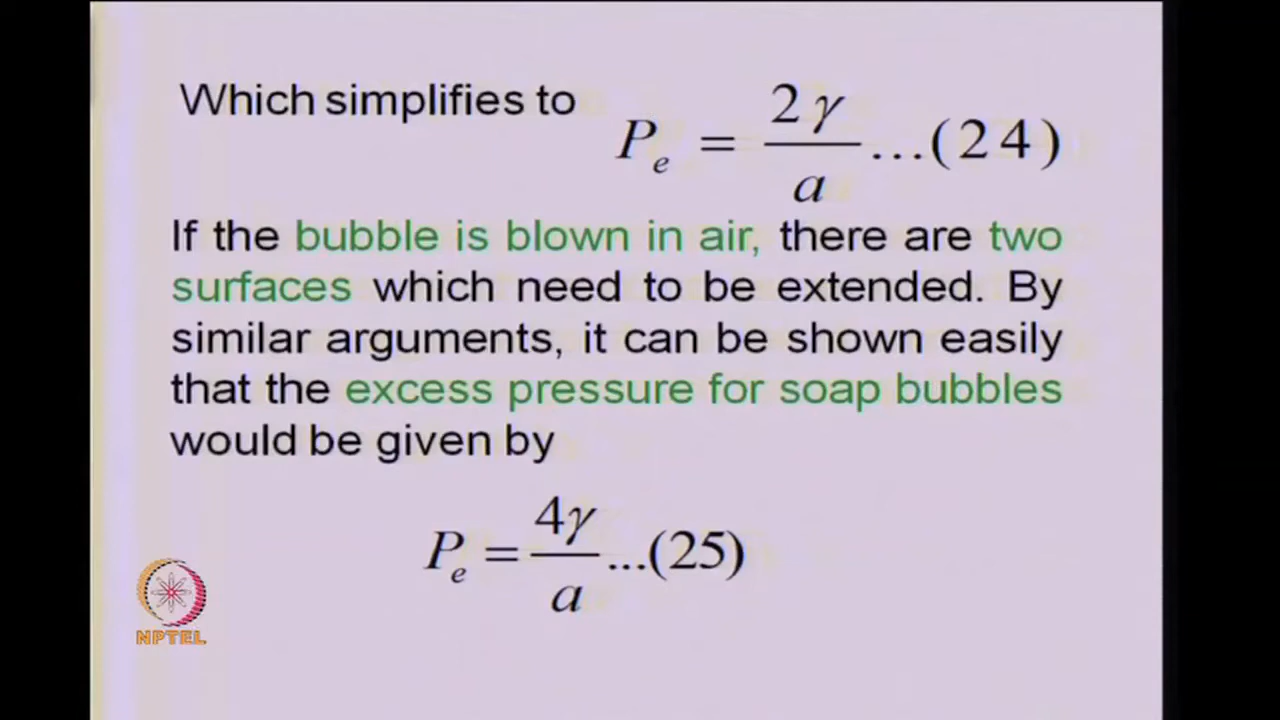 Which simplifies to P_e = 2γ/a ...(24)
If the bubble is blown in air, there are two
surfaces which need to be extended. By
similar arguments, it can be shown easily
that the excess pressure for soap bubbles
would be given by
P_e = 4γ/a ...(25)
NPTEL